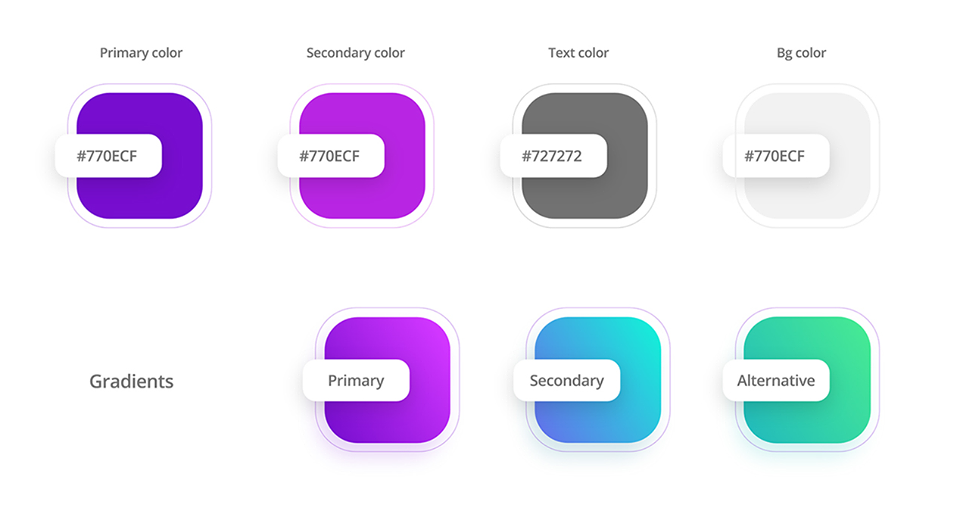 Primary color
Secondary color
Text color
Bg color
#770ECF
#770ECF
#727272
#770ECF
Gradients
Primary
Secondary
Alternative